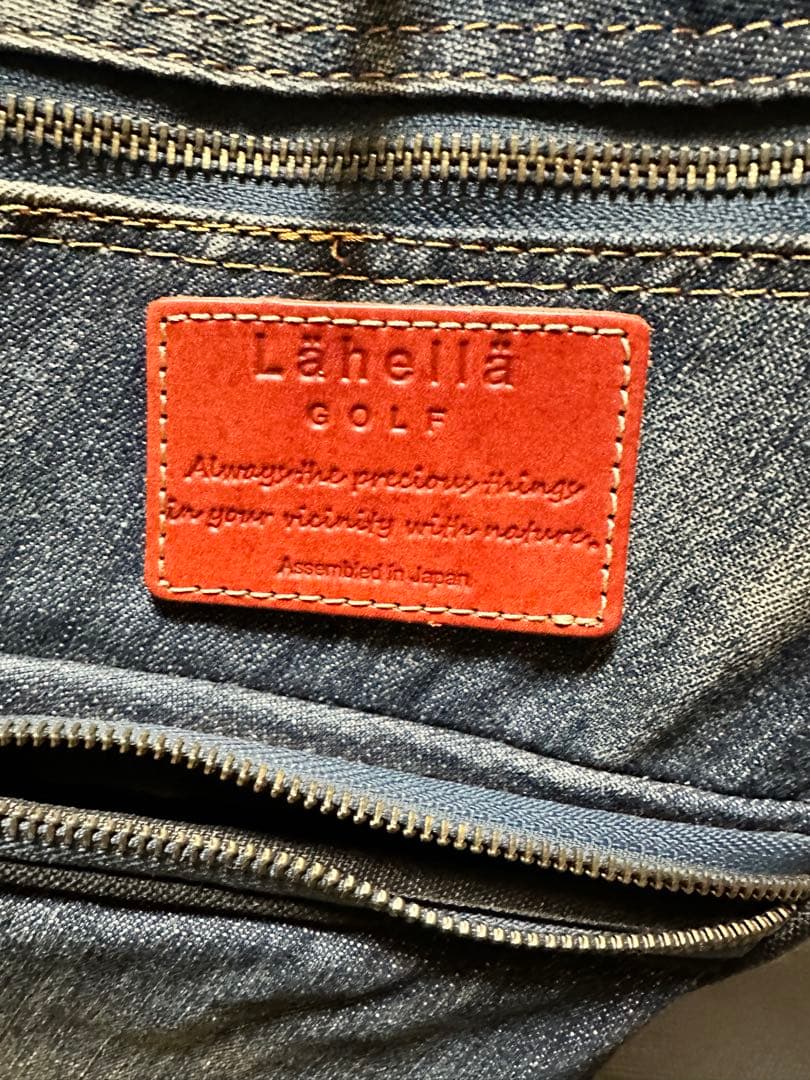 Lähellä
GOLF
Always the precious things
in your vicinity with nature.
Assembled in Japan.